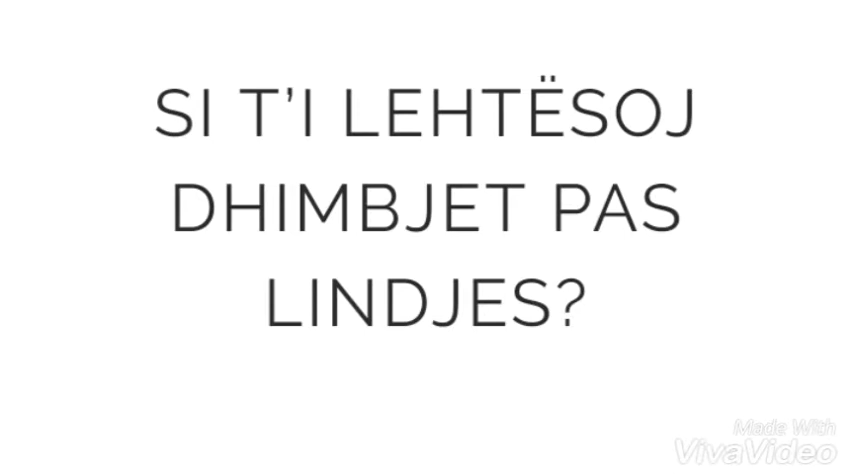 SI T’I LEHTËSOJ
DHIMBJET PAS
LINDJES?
Made With
VivaVideo